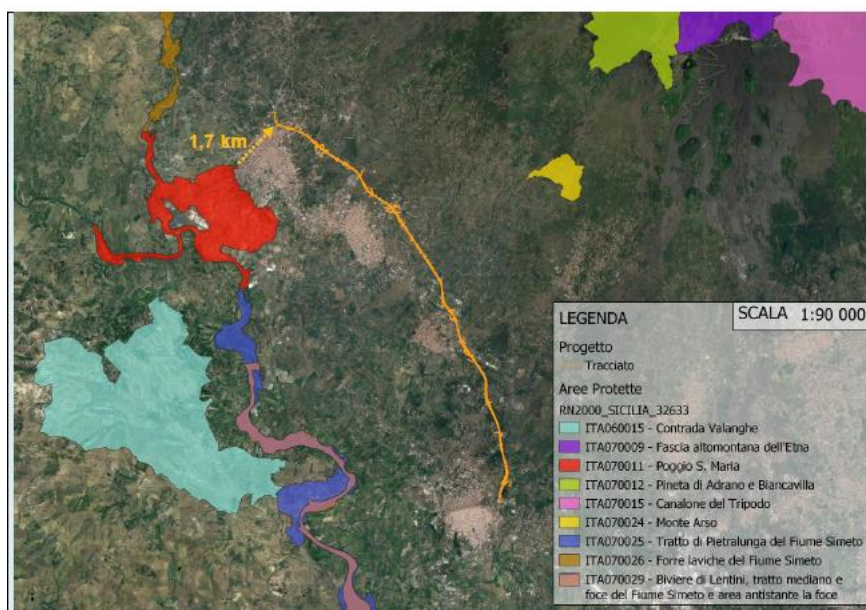 1,7 km
LEGENDA
SCALA 1:90 000
Progetto
Tracciato
Aree Protette
RN2000_SICILIA_32633
ITA060015 - Contrada Valanghe
ITA070009 - Fascia altomontana dell'Etna
ITA070011 - Poggio S. Maria
ITA070012 - Pineta di Adrano e Biancavilla
ITA070015 - Canalone del Tripodo
ITA070024 - Monte Arso
ITA070025 - Tratto di Pietralunga del Fiume Simeto
ITA070026 - Forre laviche del Fiume Simeto
ITA070029 - Biviere di Lentini, tratto mediano e
foce del Fiume Simeto e area antistante la foce